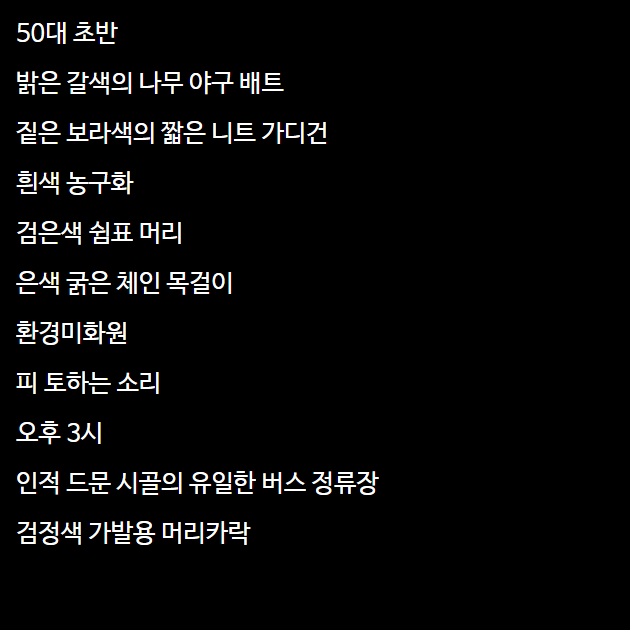 50대 초반
밝은 갈색의 나무 야구 배트
짙은 보라색의 짧은 니트 가디건
흰색 농구화
검은색 쉼표 머리
은색 굵은 체인 목걸이
환경미화원
피 토하는 소리
오후 3시
인적 드문 시골의 유일한 버스 정류장
검정색 가발용 머리카락